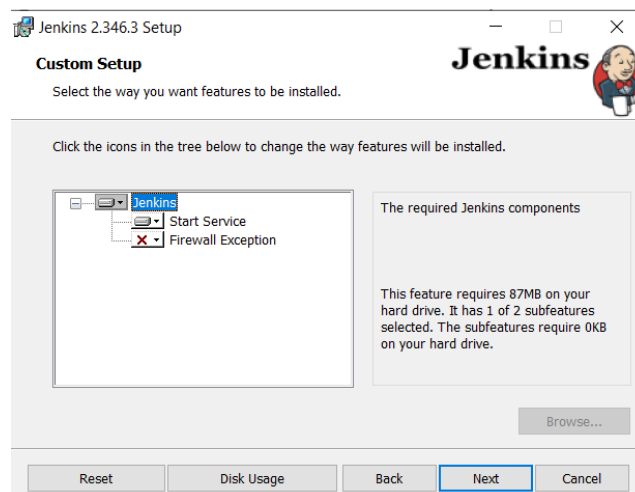 Jenkins 2.346.3 Setup
Custom Setup
Jenkins
Select the way you want features to be installed.
Click the icons in the tree below to change the way features will be installed.
Jenkins
Start Service
Firewall Exception
The required Jenkins components
This feature requires 87MB on your
hard drive. It has 1 of 2 subfeatures
selected. The subfeatures require 0KB
on your hard drive.
Browse...
Reset
Disk Usage
Back
Next
Cancel